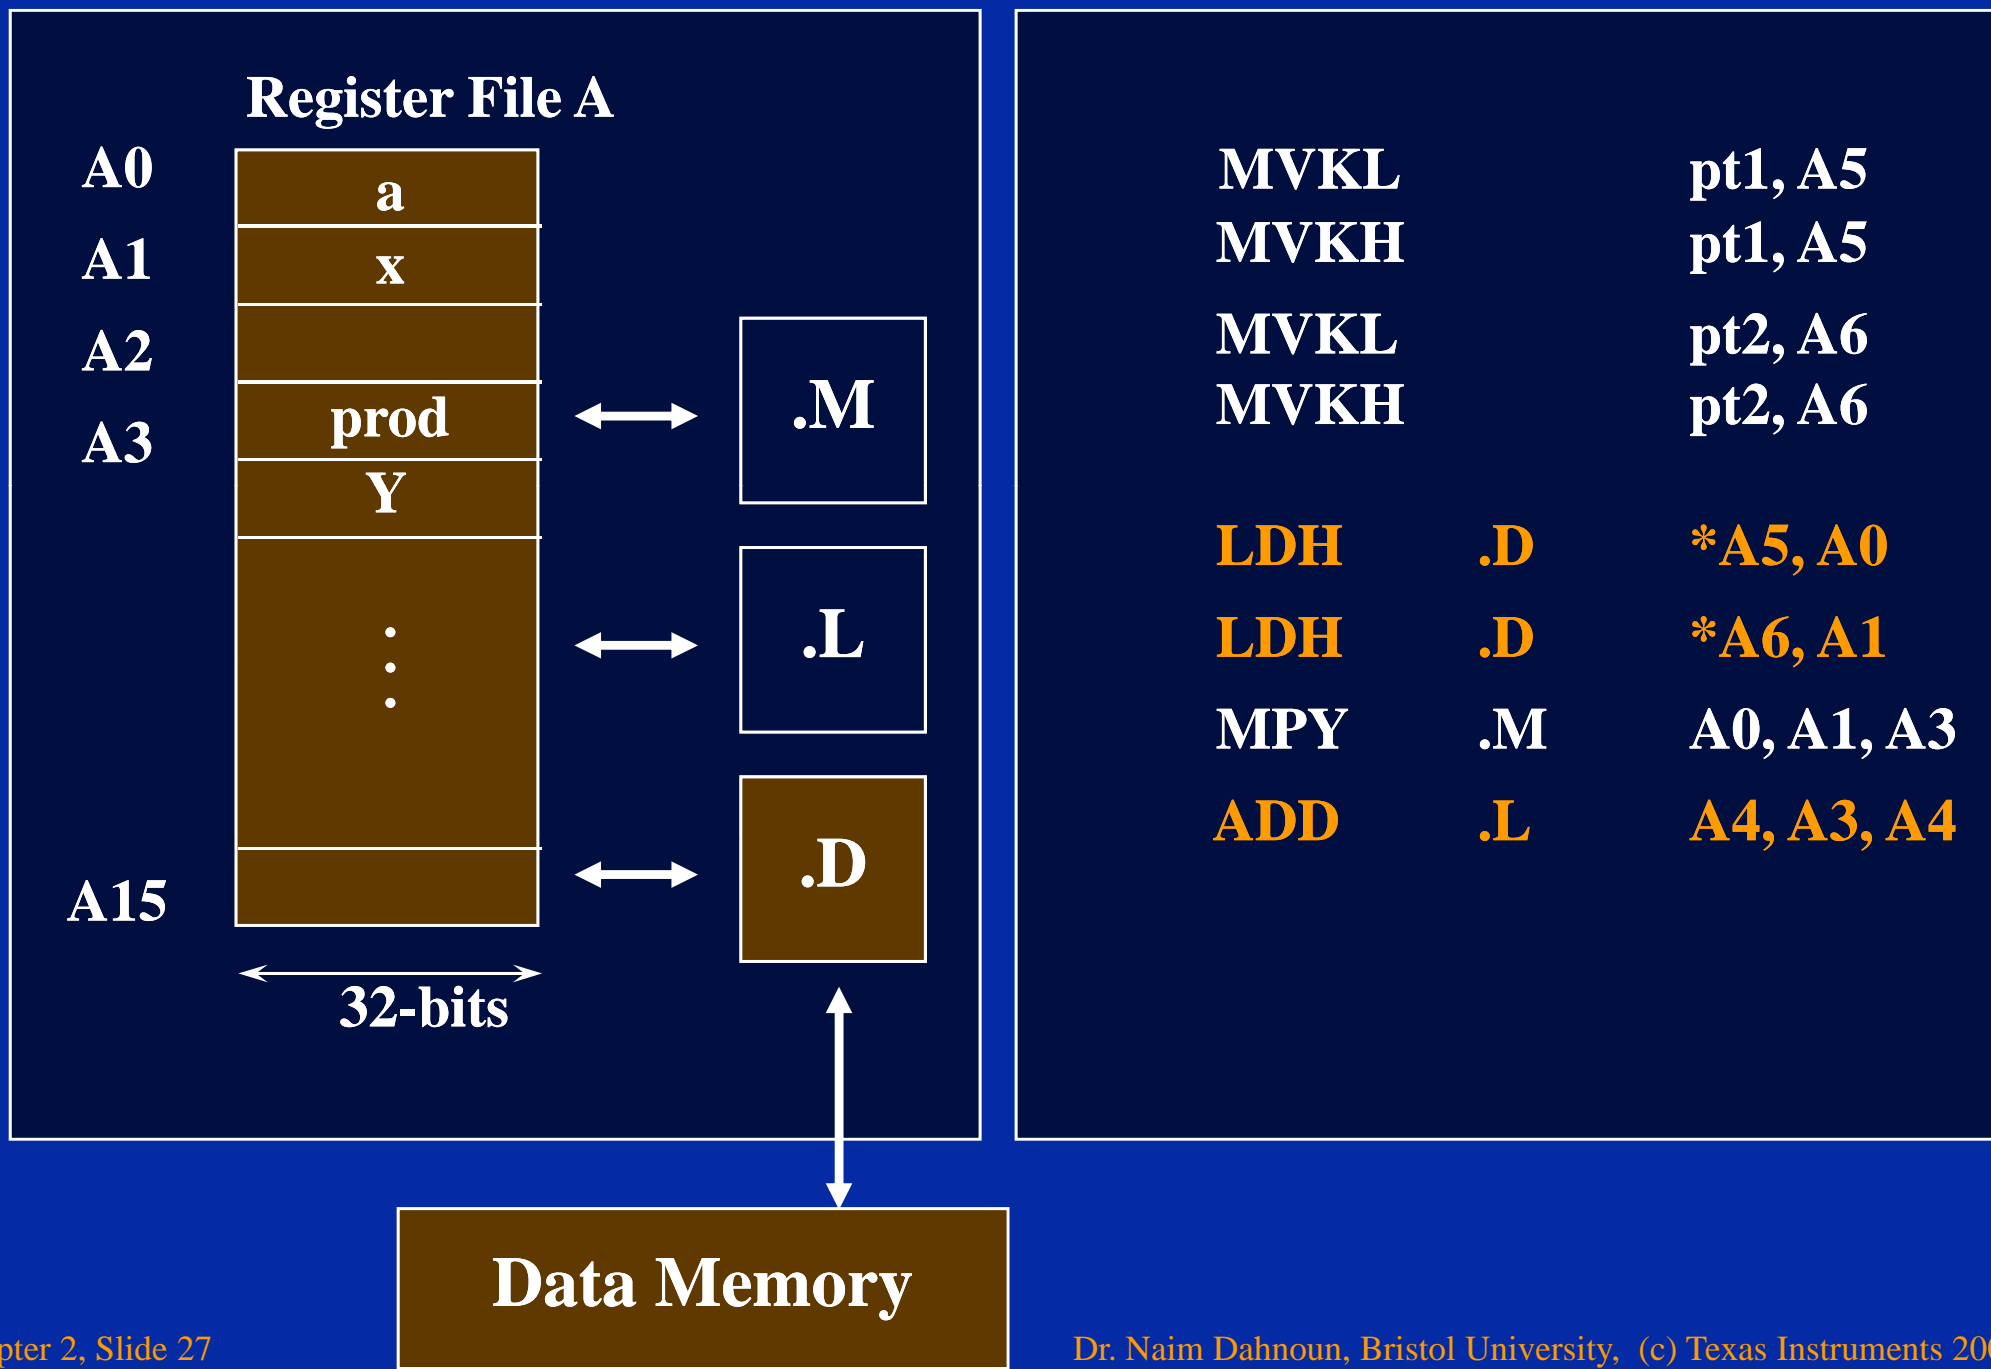 Register File A
A0
a
A1
x
A2
A3
prod
Y
.M
.L
.D
A15
32-bits
Data Memory
MVKL pt1, A5
MVKH pt1, A5
MVKL pt2, A6
MVKH pt2, A6
LDH .D *A5, A0
LDH .D *A6, A1
MPY .M A0, A1, A3
ADD .L A4, A3, A4
2, Slide 27
Dr. Naim Dahnoun, Bristol University, (c) Texas Instruments